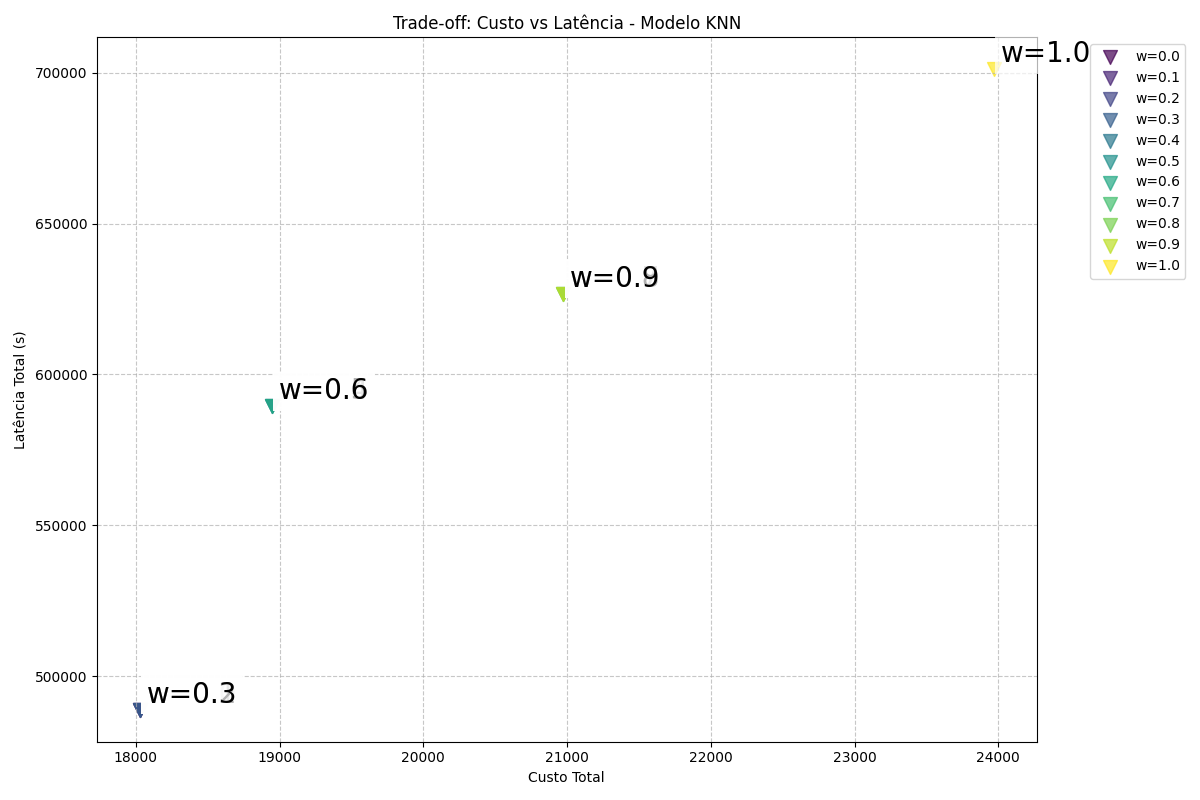 Trade-off: Custo vs Latência - Modelo KNN
w=1.0
w=0.9
w=0.6
w=0.3
700000
650000
600000
550000
500000
Latência Total (s)
18000
19000
20000
21000
22000
23000
24000
Custo Total
w=0.0
w=0.1
w=0.2
w=0.3
w=0.4
w=0.5
w=0.6
w=0.7
w=0.8
w=0.9
w=1.0